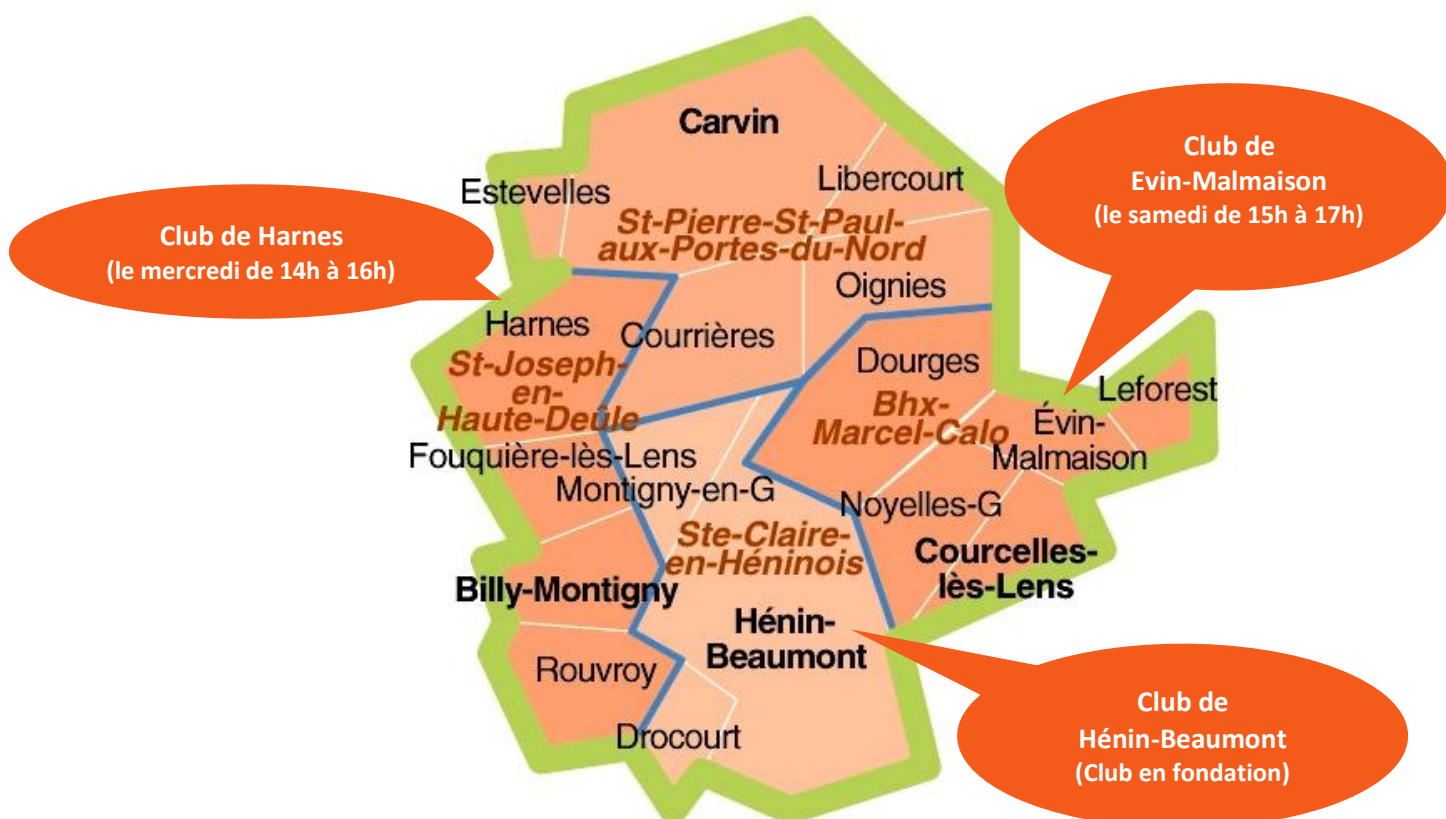 Carvin
Estevelles
Libercourt
St-Pierre-St-Paul-
aux-Portes-du-Nord
Oignies
Club de
Evin-Malmaison
(le samedi de 15h à 17h)
Club de Harnes
(le mercredi de 14h à 16h)
Harnes
St-Joseph-
en-
Haute-Deûle
Courrières
Dourges
Bhx-
Marcel-Calo
Leforest
Évin-
Malmaison
Fouquière-lès-Lens
Montigny-en-G
Noyelles-G
Ste-Claire-
en-Héninois
Courcelles-
lès-Lens
Billy-Montigny
Hénin-
Beaumont
Rouvroy
Drocourt
Club de
Hénin-Beaumont
(Club en fondation)